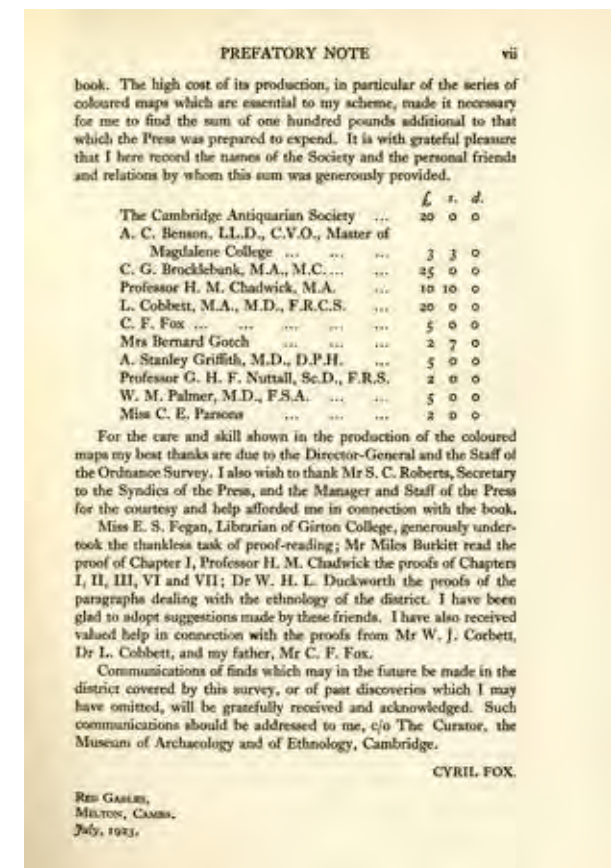 PREFATORY NOTE vii
book. The high cost of its production, in particular of the series of
coloured maps which are essential to my scheme, made it necessary
for me to find the sum of one hundred pounds additional to that
which the Press was prepared to expend. It is with grateful pleasure
that I here record the names of the Society and the personal friends
and relations by whom this sum was generously provided.
£ s. d.
The Cambridge Antiquarian Society ... 20 0 0
A. C. Benson, LL.D., C.V.O., Master of
Magdalene College ... ... ... 3 3 0
C. G. Brocklebank, M.A., M.C. ... ... 25 0 0
Professor H. M. Chadwick, M.A. ... 10 10 0
L. Cobbett, M.A., M.D., F.R.C.S. ... 20 0 0
C. F. Fox ... ... ... ... ... 5 0 0
Mrs Bernard Gotch ... ... ... 2 7 0
A. Stanley Griffith, M.D., D.P.H. ... 5 0 0
Professor G. H. F. Nuttall, Sc.D., F.R.S. 2 0 0
W. M. Palmer, M.D., F.S.A. ... ... 5 0 0
Miss C. E. Parsons ... ... ... 2 0 0
For the care and skill shown in the production of the coloured
maps my best thanks are due to the Director-General and the Staff of
the Ordnance Survey. I also wish to thank Mr S. C. Roberts, Secretary
to the Syndics of the Press, and the Manager and Staff of the Press
for the courtesy and help afforded me in connection with the book.
Miss E. S. Fegan, Librarian of Girton College, generously under-
took the thankless task of proof-reading; Mr Miles Burkitt read the
proof of Chapter I, Professor H. M. Chadwick the proofs of Chapters
I, II, III, VI and VII; Dr W. H. L. Duckworth the proofs of the
paragraphs dealing with the ethnology of the district. I have been
glad to adopt suggestions made by these friends. I have also received
valued help in connection with the proofs from Mr W. J. Corbett,
Dr L. Cobbett, and my father, Mr C. F. Fox.
Communications of finds which may in the future be made in the
district covered by this survey, or of past discoveries which I may
have omitted, will be gratefully received and acknowledged. Such
communications should be addressed to me, c/o The Curator, the
Museum of Archaeology and of Ethnology, Cambridge.
CYRIL FOX.
RED GABLES,
MILTON, CAMBS.
July, 1923.